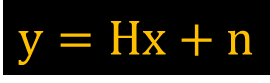 y = Hx + n